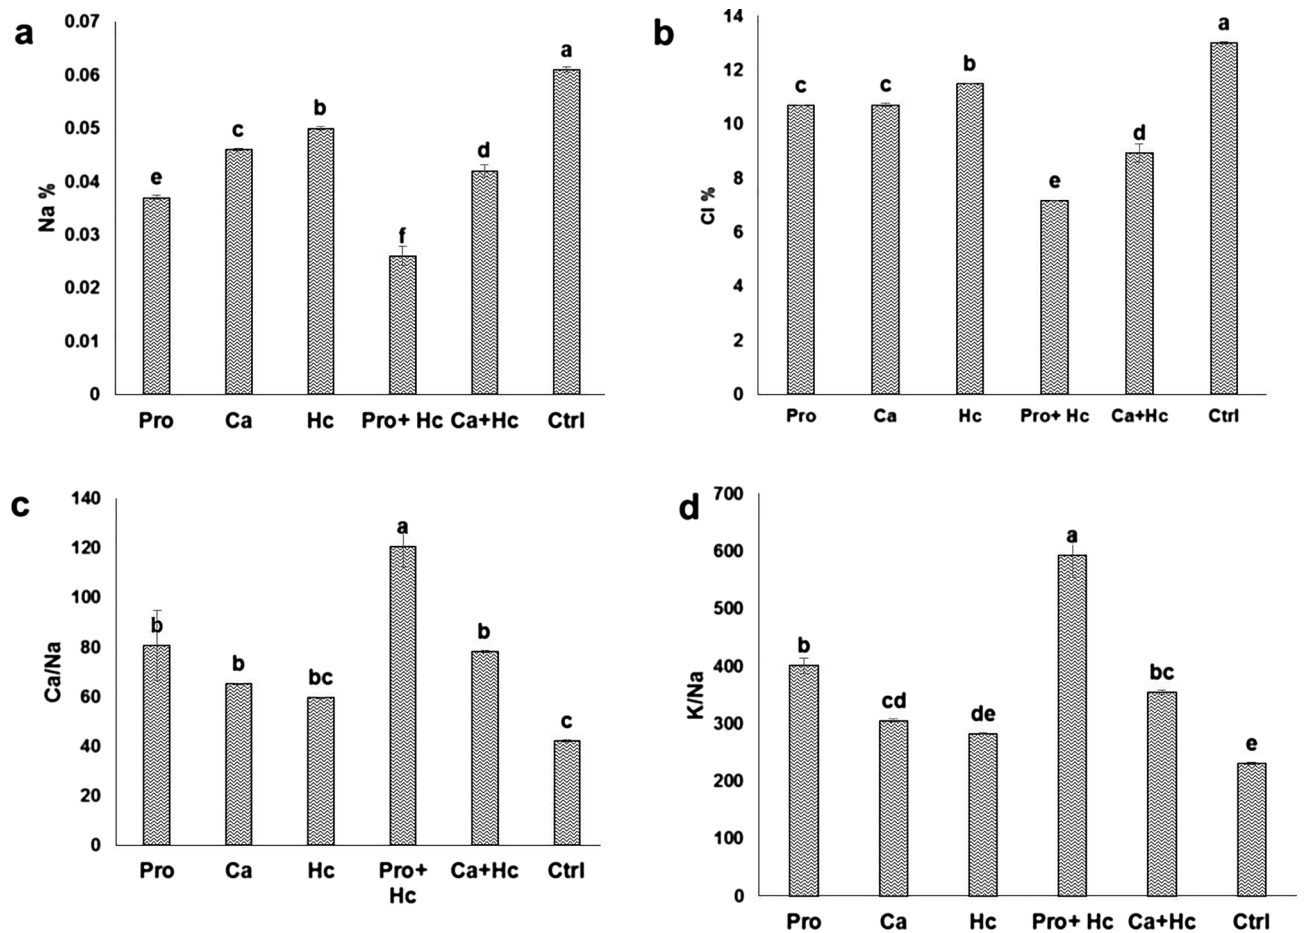 a
Na %
0.07
0.06
0.05
0.04
0.03
0.02
0.01
0
e
c
b
f
d
a
Pro Ca Hc Pro+ Hc Ca+Hc Ctrl
b
Cl %
14
12
10
8
6
4
2
0
c
c
b
e
d
a
Pro Ca Hc Pro+ Hc Ca+Hc Ctrl
c
Ca/Na
140
120
100
80
60
40
20
0
b
b
bc
a
b
c
Pro Ca Hc Pro+ Ca+Hc Ctrl
Hc
d
K/Na
700
600
500
400
300
200
100
0
b
cd
de
a
bc
e
Pro Ca Hc Pro+ Hc Ca+Hc Ctrl